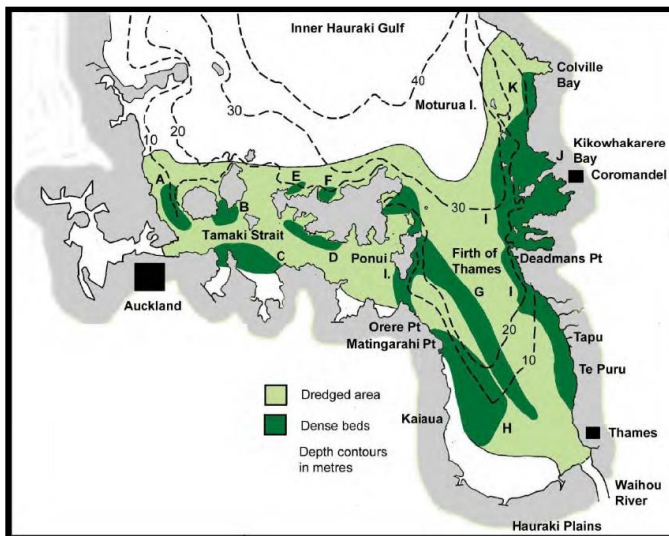 Inner Hauraki Gulf
Moturua I.
Colville
Bay
K
40
30
20
10
Kikowhakarere
Bay
J
Coromandel
A
E
F
B
30
I
Tamaki Strait
C
D
Ponui
I.
Firth of
Thames
Deadmans Pt
G
I
Auckland
Orere Pt
Matingarahi Pt
20
10
Tapu
Te Puru
Dredged area
Dense beds
Depth contours
in metres
Kaiaua
H
Thames
Waihou
River
Hauraki Plains